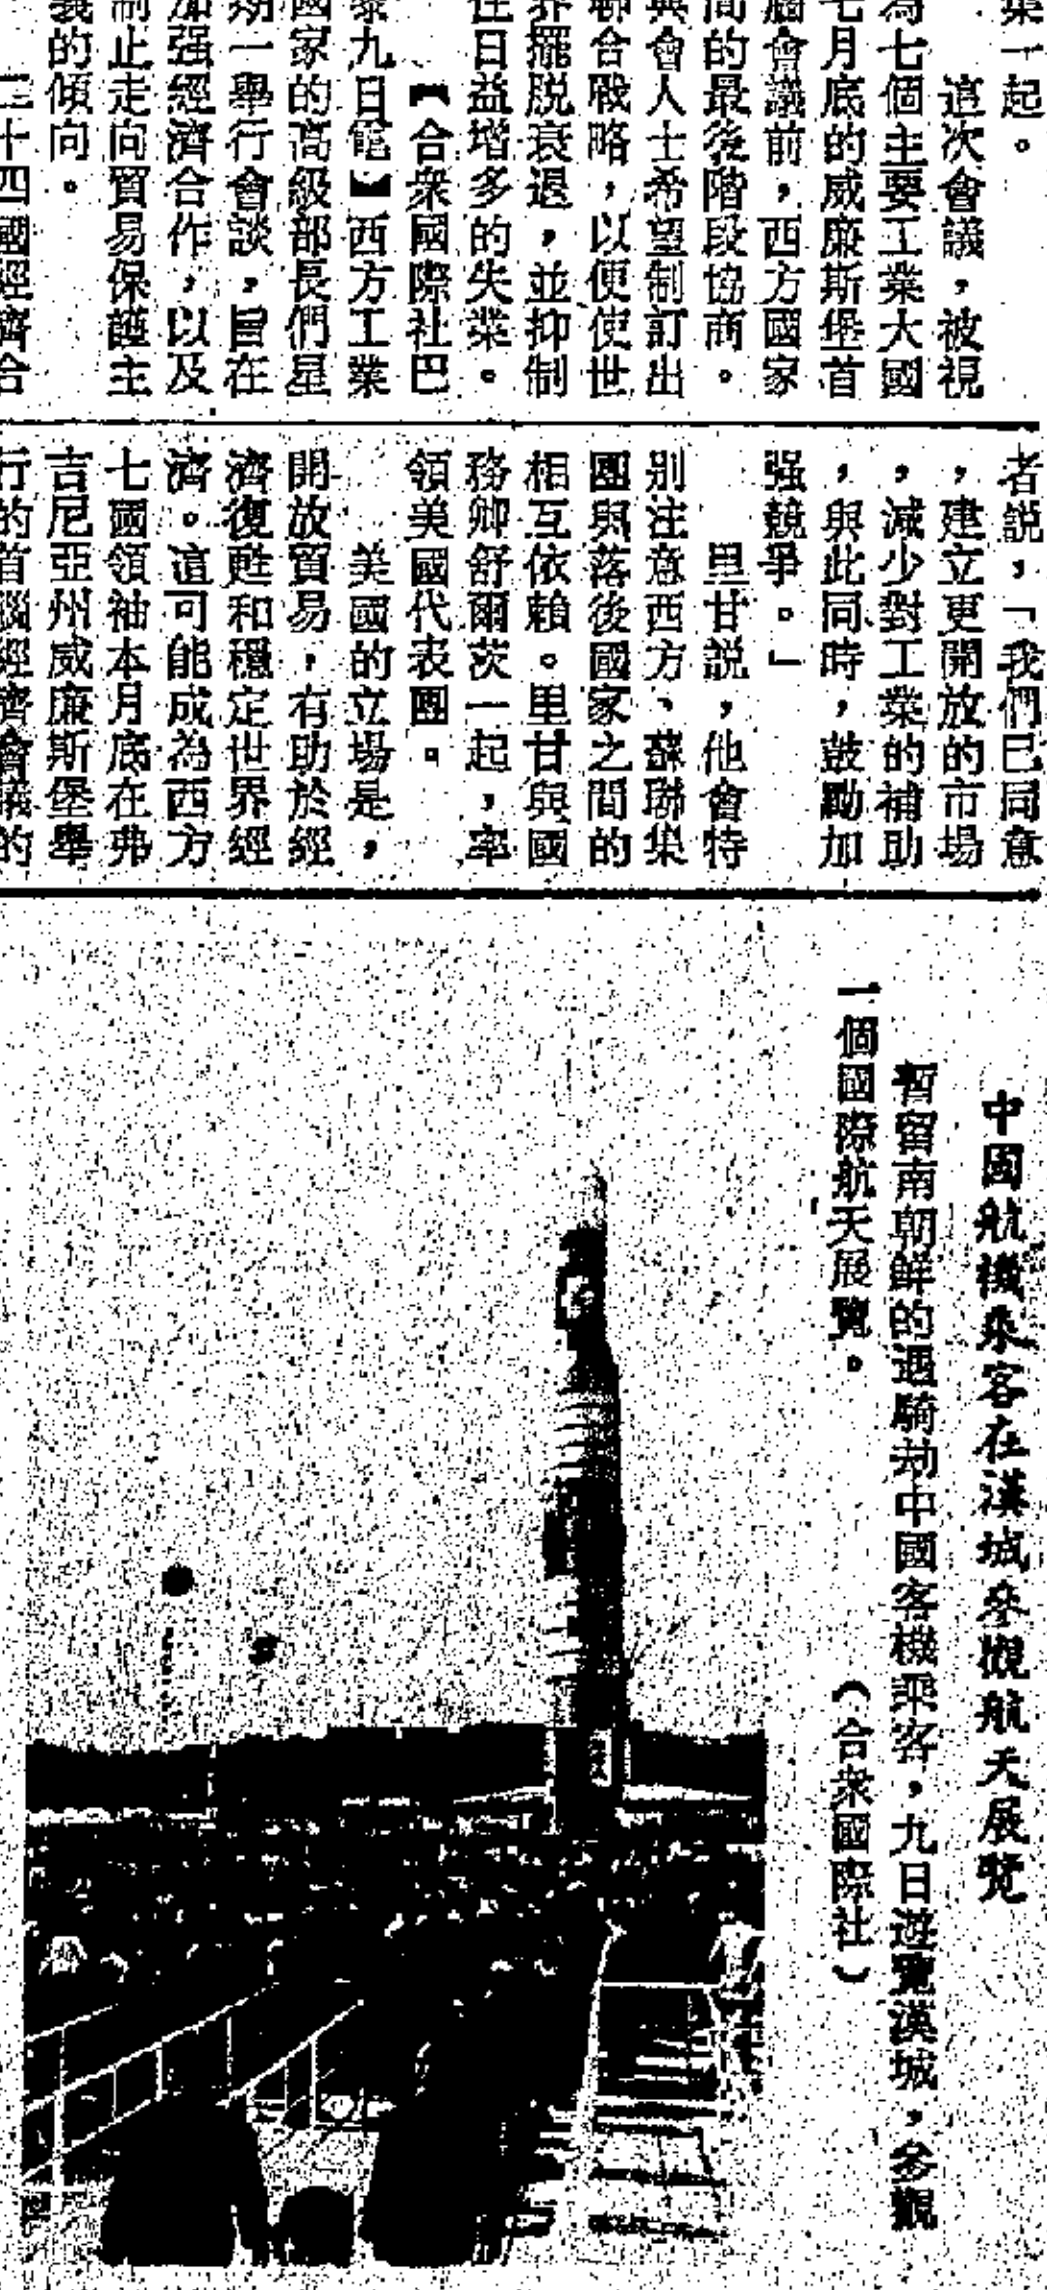 集一起。
這次會議，被視
為七個主要工業大國
七月底的威廉斯堡首
腦會議前，西方國家
間的最後階段協商。
與會人士希望制訂出
聯合戰略，以便使世
界擺脱衰退，並抑制
往日益增多的失業。
【合衆國際社巴
黎九日電】西方工業
國家的高級部長們星
期一舉行會談，旨在
加强經濟合作，以及
制止走向貿易保護主
義的傾向。
二十四國經濟合
者説，「我們已同意
，建立更開放的市場
，減少對工業的補助
，與此同時，鼓勵加
强競爭。」
里甘説，他會特
别注意西方、蘇聯集
團與落後國家之間的
相互依賴。里甘與國
務卿舒爾茨一起，率
領美國代表團。
美國的立場是，
開放貿易，有助於經
濟復甦和穩定世界經
濟。這可能成為西方
七國領袖本月底在弗
吉尼亞州威廉斯堡舉
行的首腦經濟會議的
中國航機乘客在漢城參觀航天展覽
暫留南朝鮮的遇騎劫中國客機乘客，九日遊覽漢城，參觀
一個國際航天展覽。（合衆國際社）